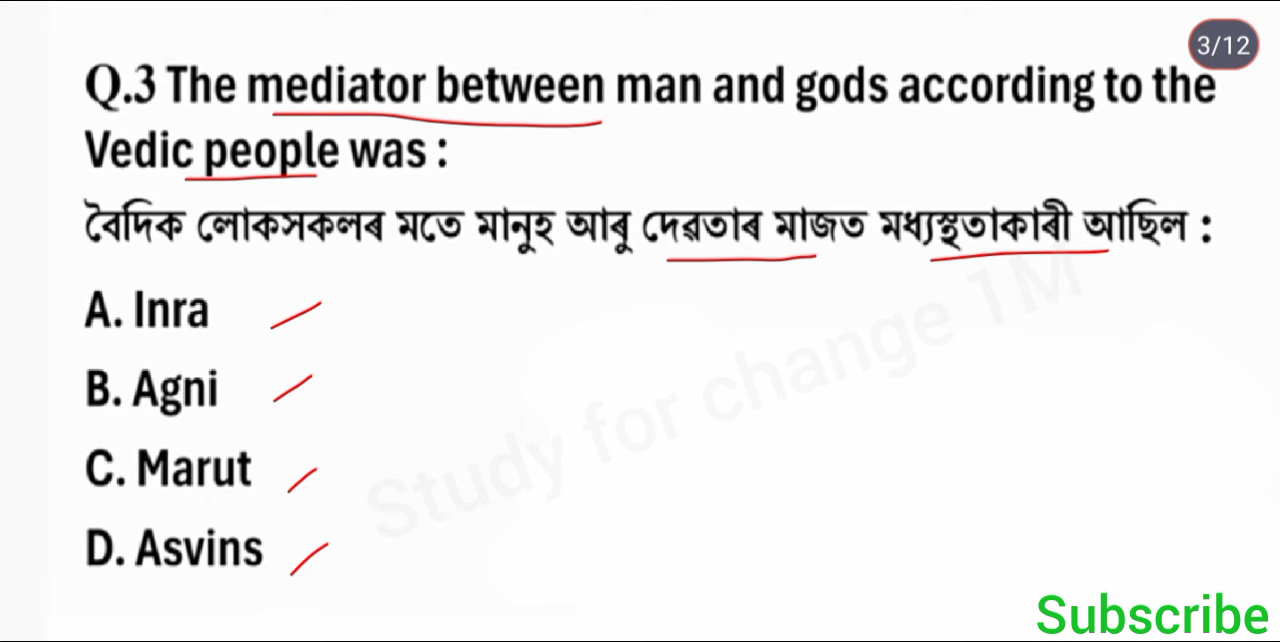 3/12
Q.3 The mediator between man and gods according to the
Vedic people was :
বৈদিক লোকসকলৰ মতে মানুহ আৰু দেৱতাৰ মাজত মধ্যস্থতাকাৰী আছিল :
A. Inra
B. Agni
C. Marut
D. Asvins
Study for change 1M
Subscribe